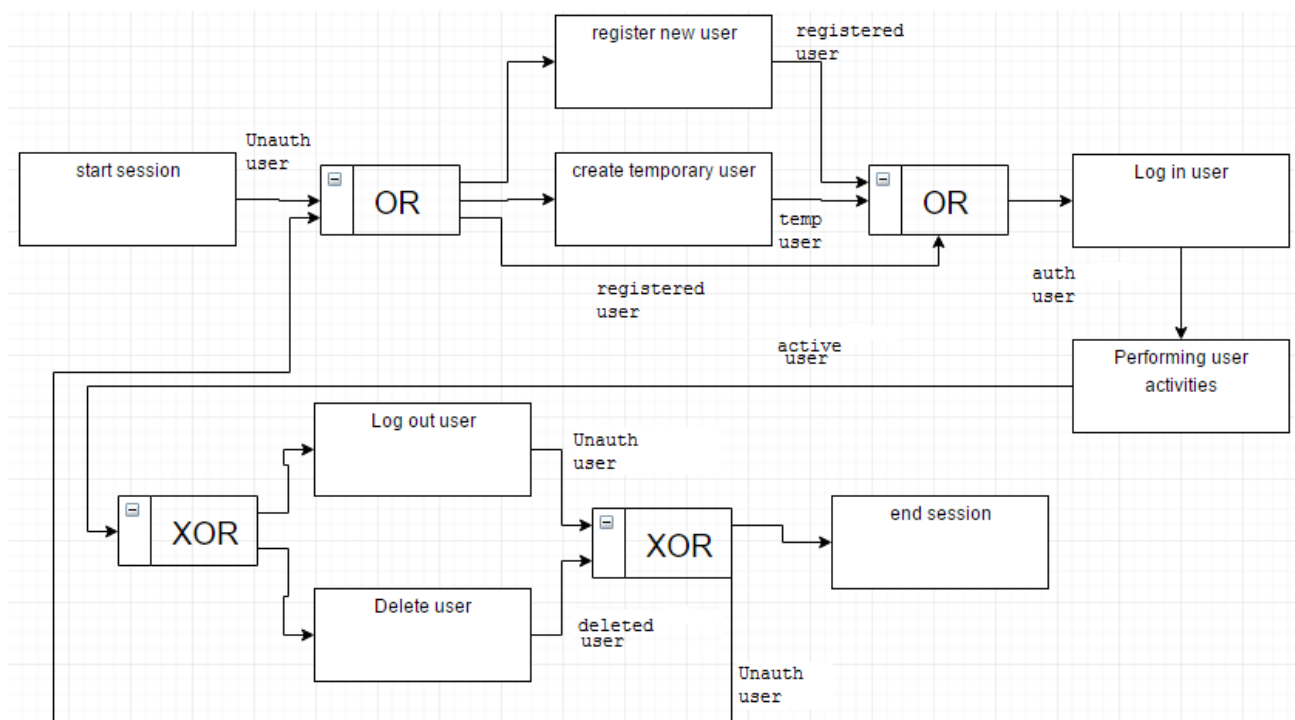 register new user
registered
user
Unauth
user
start session
OR
create temporary user
OR
Log in user
temp
user
registered
user
auth
user
active
user
Performing user
activities
Log out user
Unauth
user
XOR
XOR
end session
Delete user
deleted
user
Unauth
user